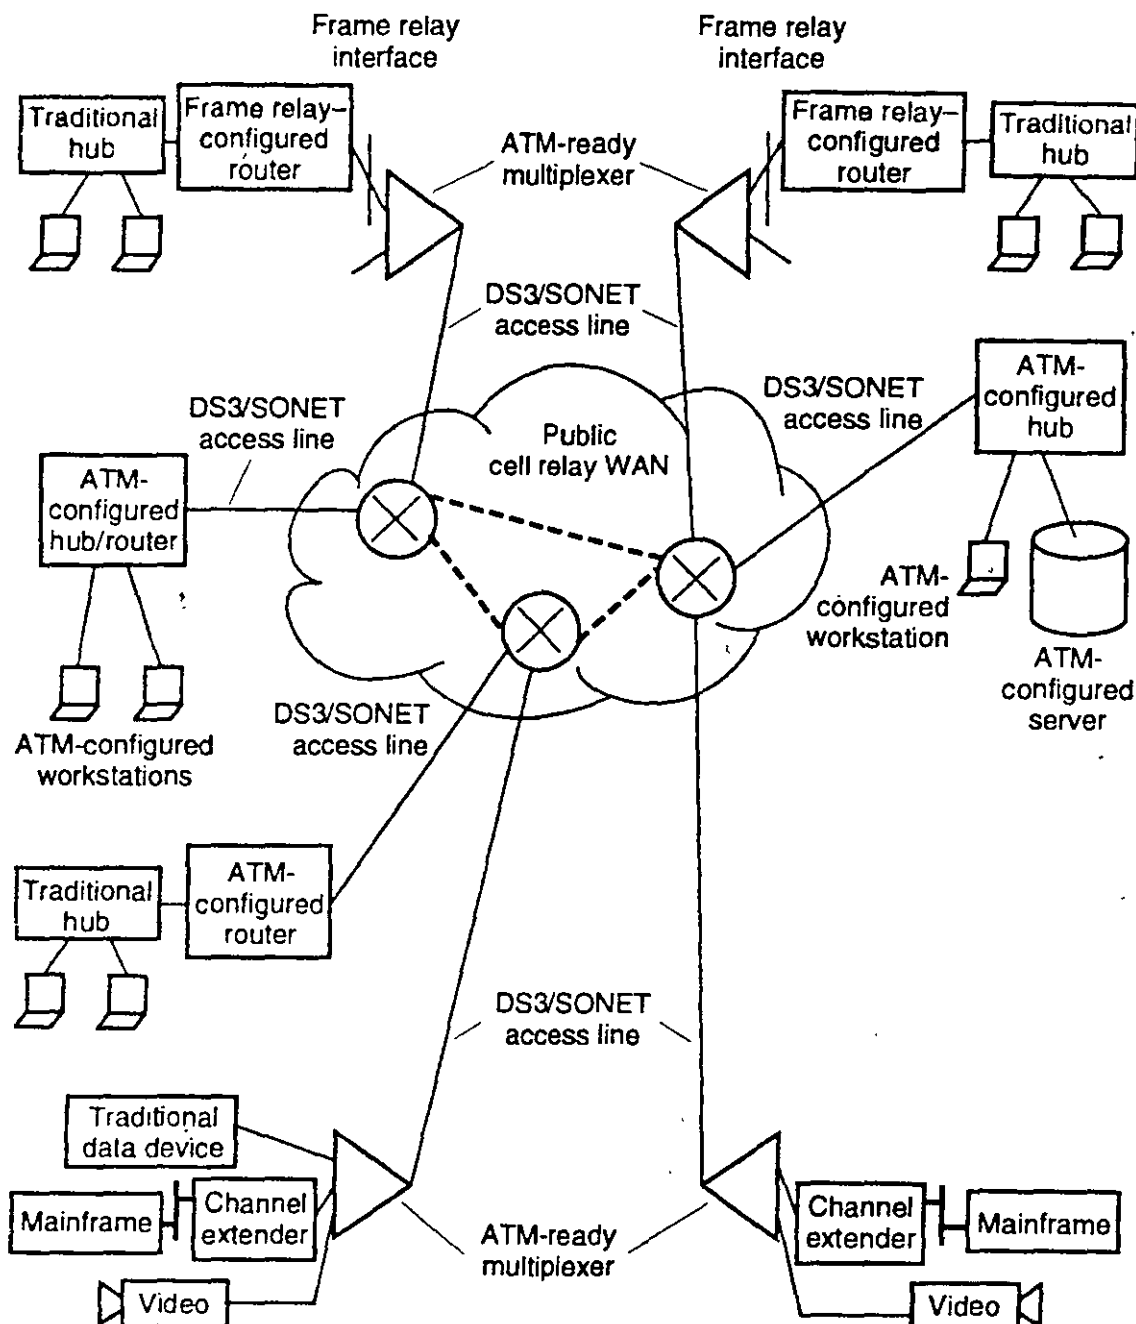 Frame relay
interface
Frame relay
interface
Traditional
hub
Frame relay–
configured
router
ATM-ready
multiplexer
Frame relay–
configured
router
Traditional
hub
DS3/SONET
access line
DS3/SONET
access line
Public
cell relay WAN
DS3/SONET
access line
ATM-
configured
hub
ATM-
configured
hub/router
ATM-
configured
workstation
ATM-
configured
server
ATM-configured
workstations
DS3/SONET
access line
Traditional
hub
ATM-
configured
router
DS3/SONET
access line
Traditional
data device
Mainframe
Channel
extender
Video
ATM-ready
multiplexer
Channel
extender
Mainframe
Video